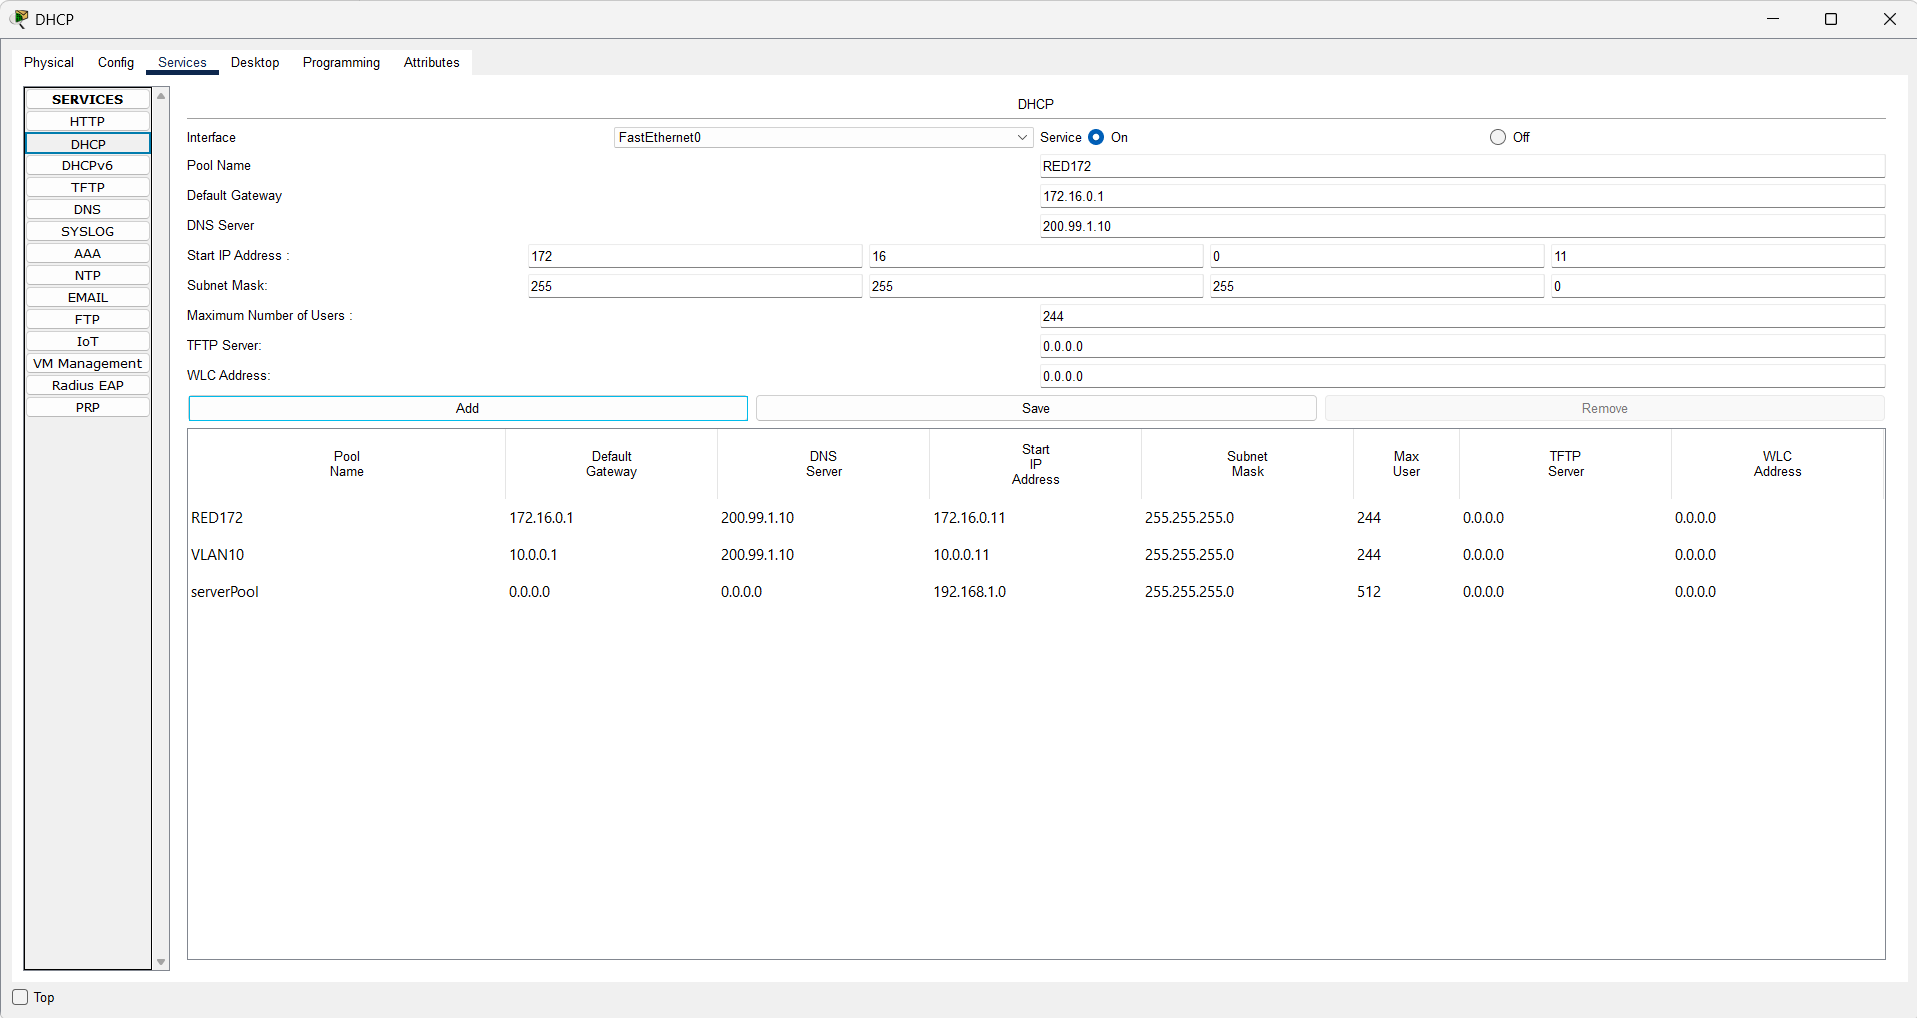 DHCP
Physical Config Services Desktop Programming Attributes
SERVICES
HTTP
DHCP
DHCPv6
TFTP
DNS
SYSLOG
AAA
NTP
EMAIL
FTP
IoT
VM Management
Radius EAP
PRP
DHCP
Interface FastEthernet0 Service On Off
Pool Name RED172
Default Gateway 172.16.0.1
DNS Server 200.99.1.10
Start IP Address : 172 16 0 11
Subnet Mask: 255 255 255 0
Maximum Number of Users : 244
TFTP Server: 0.0.0.0
WLC Address: 0.0.0.0
Add Save Remove
Pool Name Default Gateway DNS Server Start IP Address Subnet Mask Max User TFTP Server WLC Address
RED172 172.16.0.1 200.99.1.10 172.16.0.11 255.255.255.0 244 0.0.0.0 0.0.0.0
VLAN10 10.0.0.1 200.99.1.10 10.0.0.11 255.255.255.0 244 0.0.0.0 0.0.0.0
serverPool 0.0.0.0 0.0.0.0 192.168.1.0 255.255.255.0 512 0.0.0.0 0.0.0.0
Top